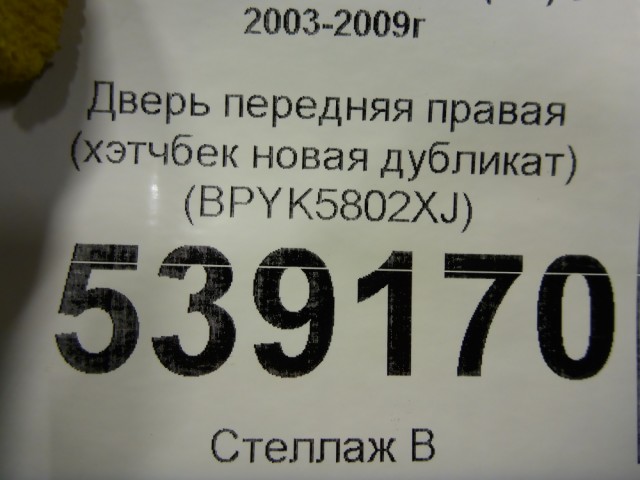 2003-2009г
Дверь передняя правая
(хэтчбек новая дубликат)
(BPYK5802XJ)
539170
Стеллаж В